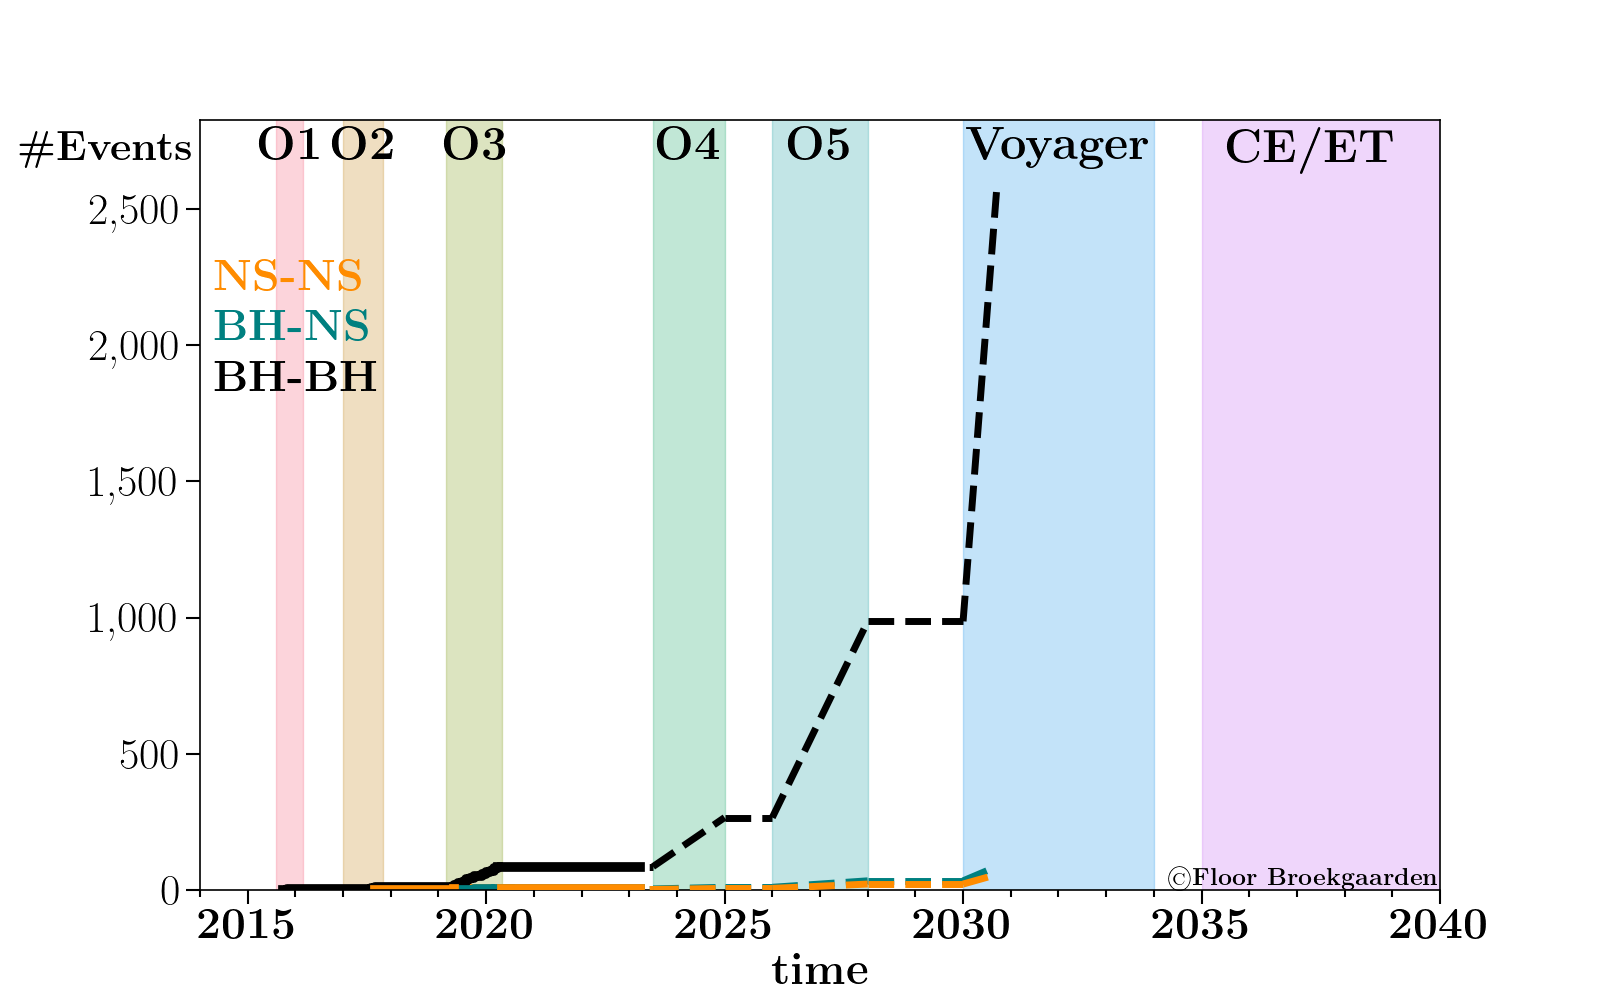 O1 O2 O3 O4 O5 Voyager CE/ET
#Events
2,500
NS-NS
BH-NS
2,000
BH-BH
1,500
1,000
500
0
©Floor Broekgaarden
2015 2020 2025 2030 2035 2040
time